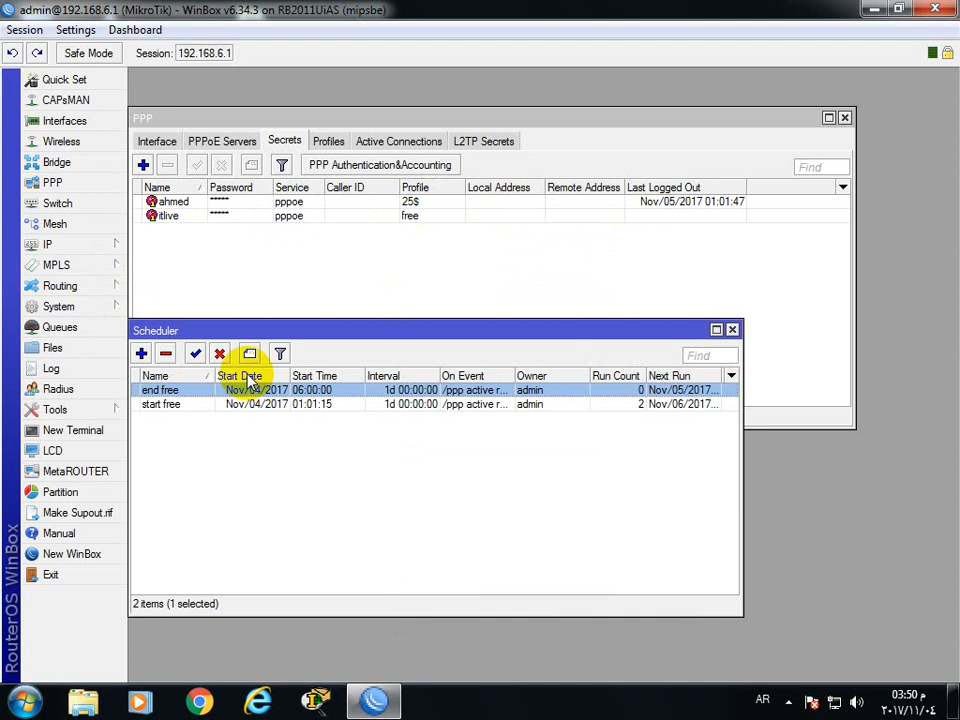 admin@192.168.6.1 (MikroTik) - WinBox v6.34.3 on RB2011UiAS (mipsbe)
Session Settings Dashboard
Safe Mode Session: 192.168.6.1
Quick Set
CAPsMAN
Interfaces
Wireless
Bridge
PPP
Switch
Mesh
IP
MPLS
Routing
System
Queues
Files
Log
Radius
Tools
New Terminal
LCD
MetaROUTER
Partition
Make Supout.rif
Manual
New WinBox
Exit
RouterOS WinBox
PPP
Interface PPPoE Servers Secrets Profiles Active Connections L2TP Secrets
PPP Authentication&Accounting Find
Name Password Service Caller ID Profile Local Address Remote Address Last Logged Out
ahmed ***** pppoe 25$ Nov/05/2017 01:01:47
itlive ***** pppoe free
Scheduler
Find
Name Start Date Start Time Interval On Event Owner Run Count Next Run
end free Nov/04/2017 06:00:00 1d 00:00:00 /ppp active r... admin 0 Nov/05/2017...
start free Nov/04/2017 01:01:15 1d 00:00:00 /ppp active r... admin 2 Nov/06/2017...
2 items (1 selected)
AR
03:50 م
٢٠١٧/١١/٠٤